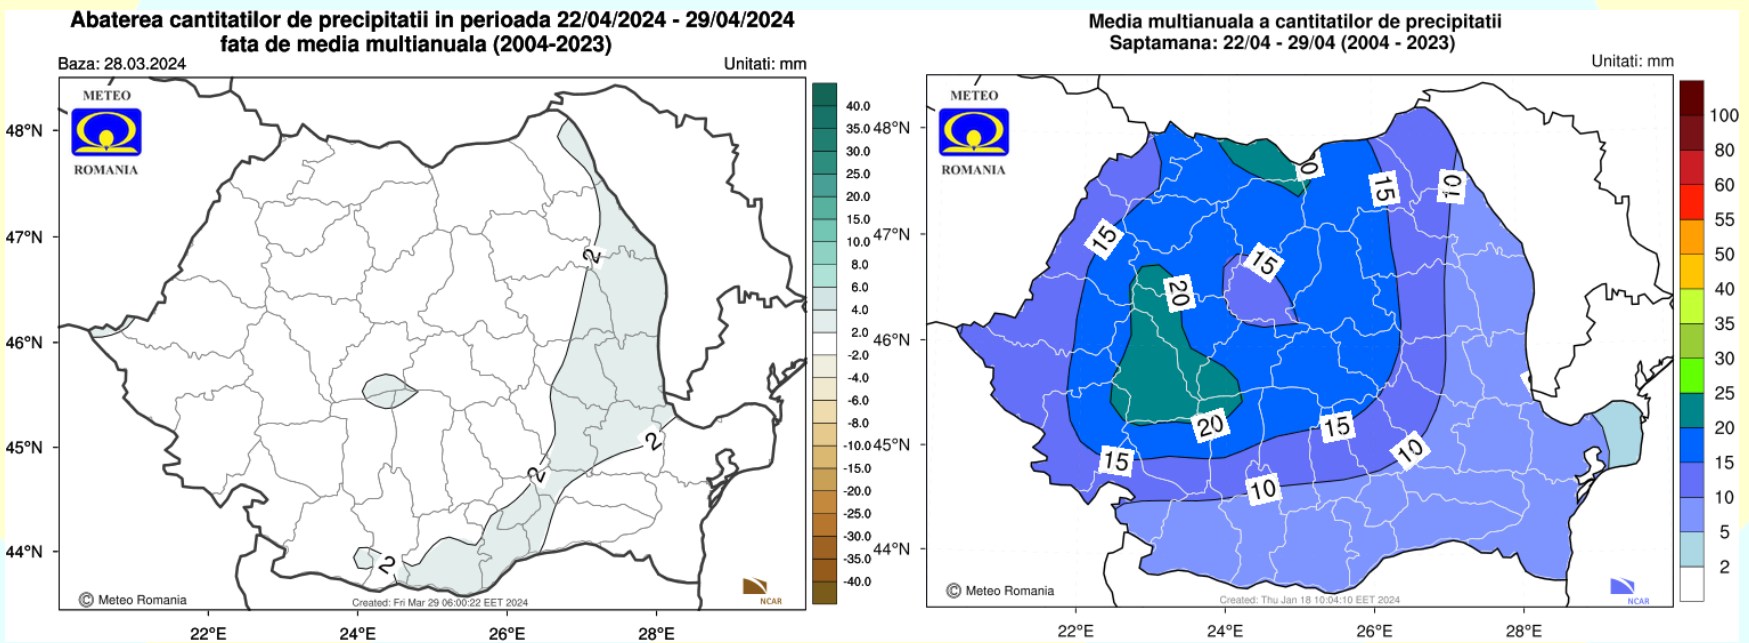 Abaterea cantitatilor de precipitatii in perioada 22/04/2024 - 29/04/2024
fata de media multianuala (2004-2023)
Baza: 28.03.2024
Unitati: mm
METEO
ROMANIA
48°N
47°N
46°N
45°N
44°N
2
2
2
2
40.0
35.0
30.0
25.0
20.0
15.0
10.0
8.0
6.0
4.0
2.0
-2.0
-4.0
-6.0
-8.0
-10.0
-15.0
-20.0
-25.0
-30.0
-35.0
-40.0
© Meteo Romania
Created: Fri Mar 29 06:00:22 EET 2024
NCAR
22°E
24°E
26°E
28°E
Media multianuala a cantitatilor de precipitatii
Saptamana: 22/04 - 29/04 (2004 - 2023)
Unitati: mm
METEO
ROMANIA
48°N
47°N
46°N
45°N
44°N
0
15
10
15
15
20
20
15
10
15
10
100
80
60
55
50
40
35
30
25
20
15
10
5
2
© Meteo Romania
Created: Thu Jan 18 10:04:10 EET 2024
NCAR
22°E
24°E
26°E
28°E